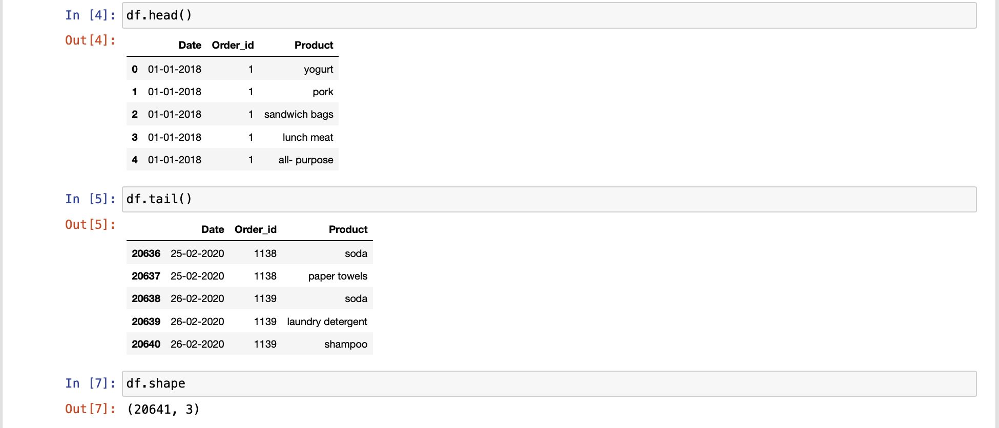 In [4]: df.head()
Out[4]:
Date Order_id Product
0 01-01-2018 1 yogurt
1 01-01-2018 1 pork
2 01-01-2018 1 sandwich bags
3 01-01-2018 1 lunch meat
4 01-01-2018 1 all- purpose
In [5]: df.tail()
Out[5]:
Date Order_id Product
20636 25-02-2020 1138 soda
20637 25-02-2020 1138 paper towels
20638 26-02-2020 1139 soda
20639 26-02-2020 1139 laundry detergent
20640 26-02-2020 1139 shampoo
In [7]: df.shape
Out[7]: (20641, 3)